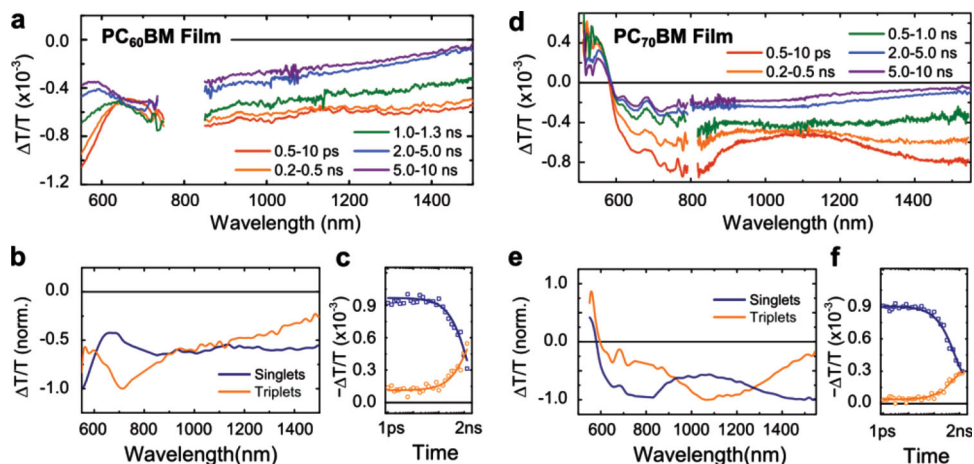 a
PC60BM Film
ΔT/T (x10-3)
0.0
-0.4
-0.8
-1.2
0.5-10 ps
0.2-0.5 ns
1.0-1.3 ns
2.0-5.0 ns
5.0-10 ns
600 800 1000 1200 1400
Wavelength (nm)
d
PC70BM Film
ΔT/T (x10-3)
0.4
0.0
-0.4
-0.8
0.5-10 ps
0.2-0.5 ns
0.5-1.0 ns
2.0-5.0 ns
5.0-10 ns
600 800 1000 1200 1400
Wavelength (nm)
b
ΔT/T (norm.)
0.0
-0.5
-1.0
Singlets
Triplets
600 800 1000 1200 1400
Wavelength(nm)
c
-ΔT/T (x10-3)
0.9
0.6
0.3
0.0
1ps 2ns
Time
e
ΔT/T (norm.)
1.0
0.0
-1.0
Singlets
Triplets
600 800 1000 1200 1400
Wavelength(nm)
f
-ΔT/T (x10-3)
0.9
0.6
0.3
0.0
1ps 2ns
Time